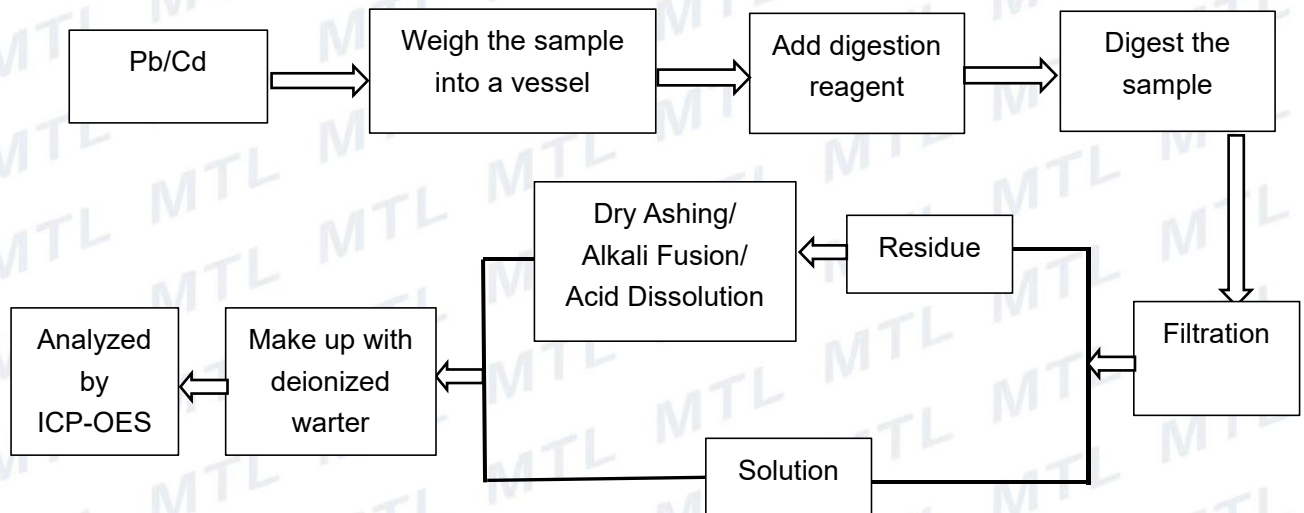 Pb/Cd
Weigh the sample
into a vessel
Add digestion
reagent
Digest the
sample
Filtration
Residue
Dry Ashing/
Alkali Fusion/
Acid Dissolution
Solution
Make up with
deionized
warter
Analyzed
by
ICP-OES
MTL